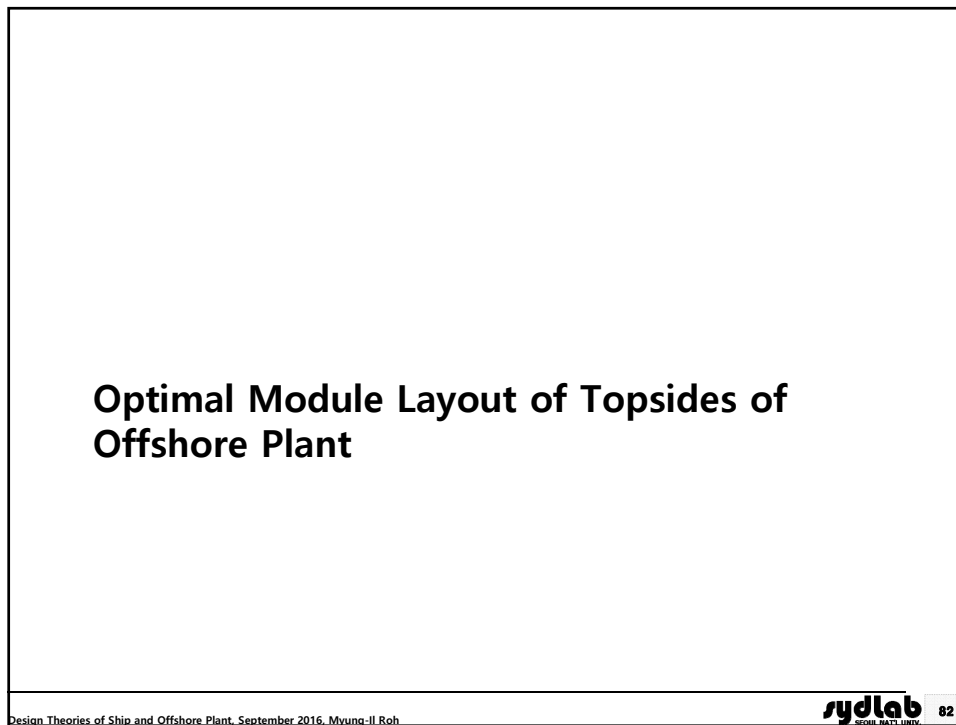 Optimal Module Layout of Topsides of
Offshore Plant
Design Theories of Ship and Offshore Plant, September 2016, Myung-Il Roh
sydlab
SEOUL NAT'L UNIV.
82